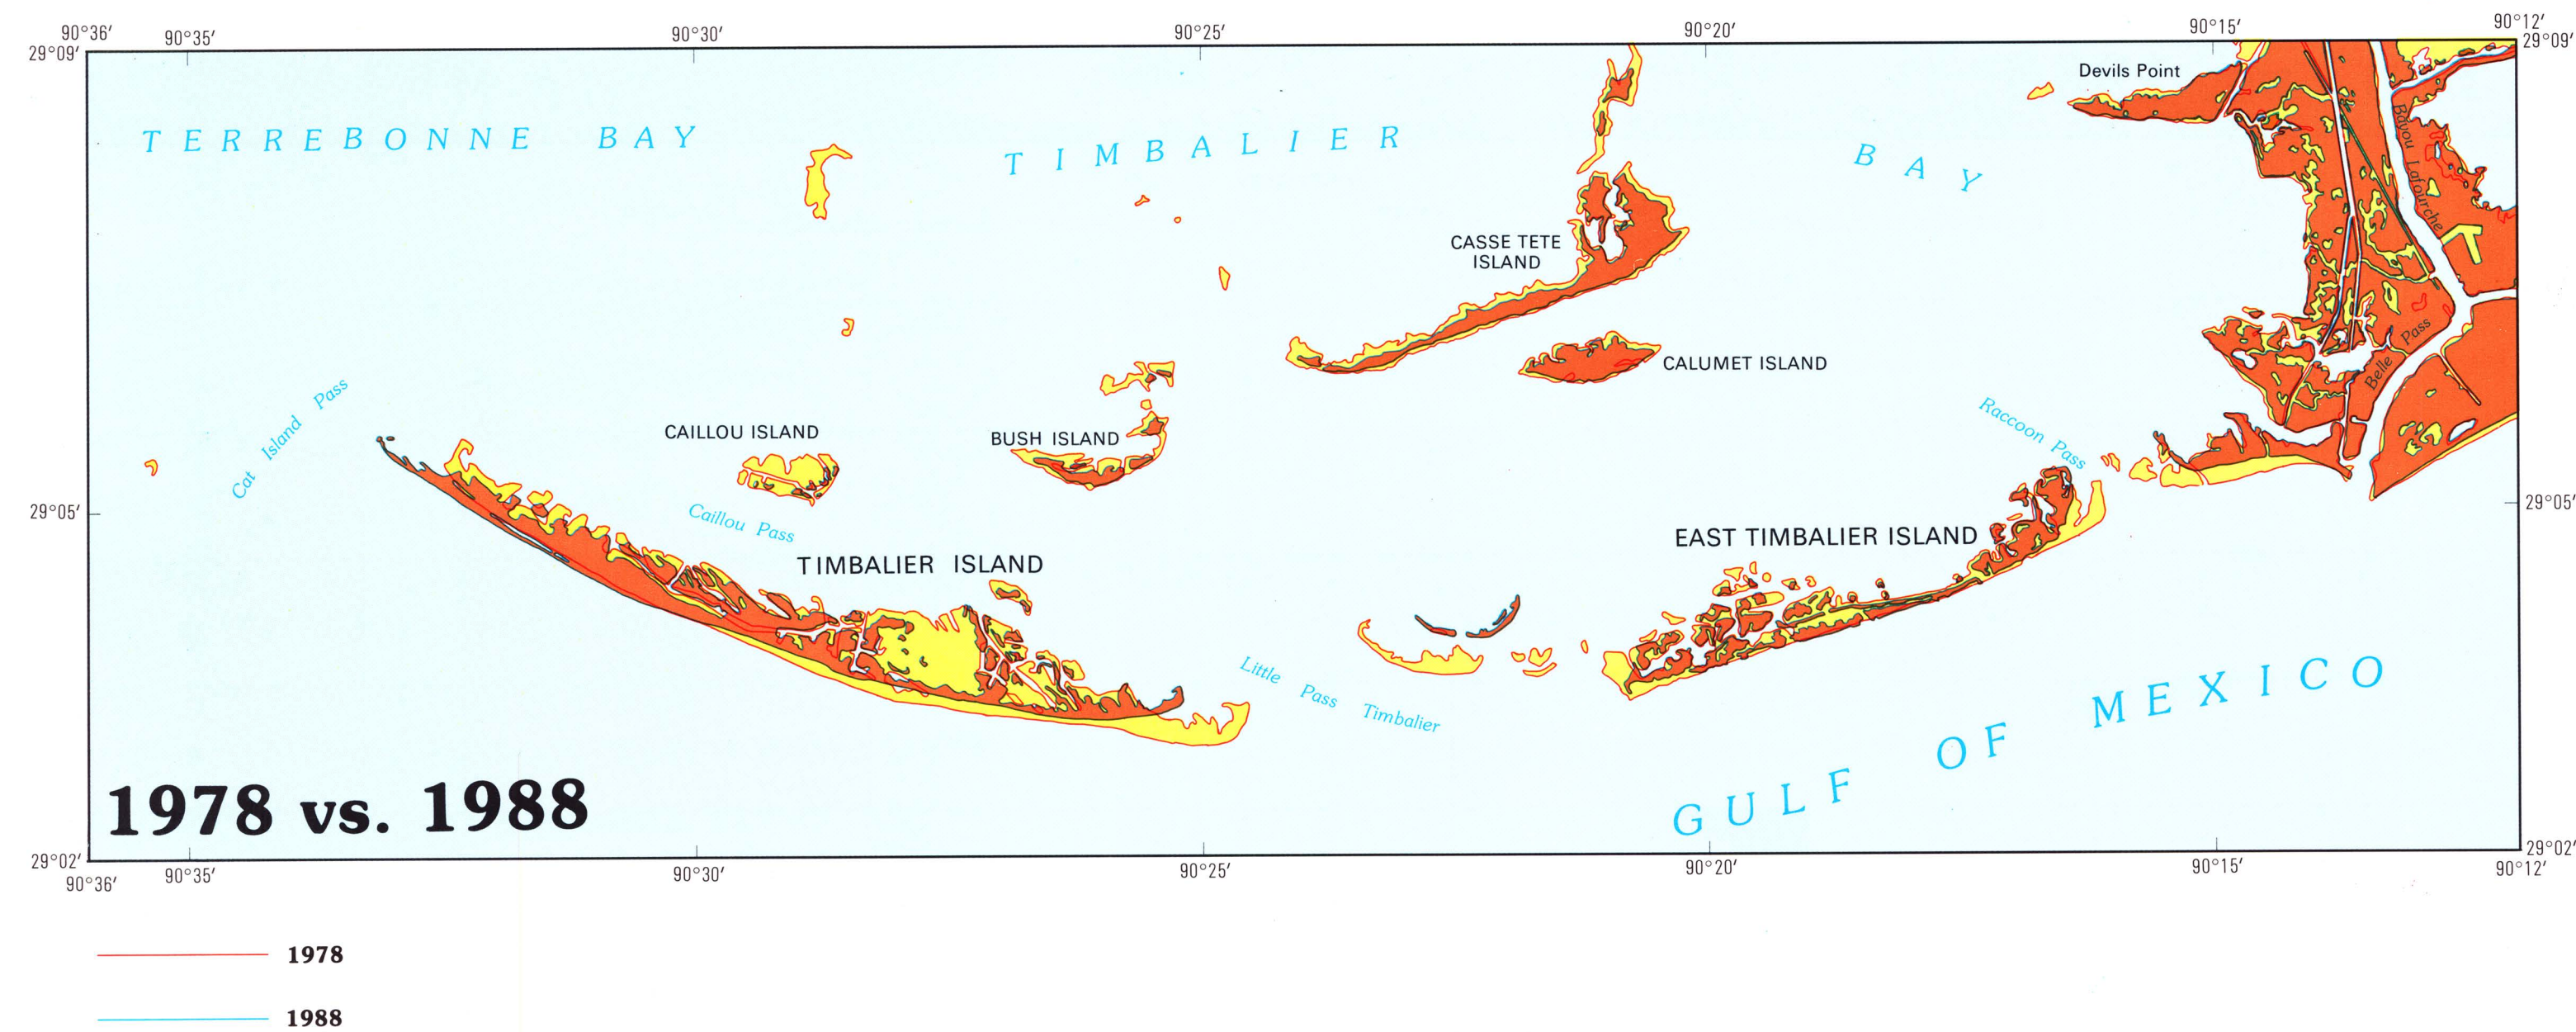 90°36′ 90°35′ 90°30′ 90°25′ 90°20′ 90°15′ 90°12′
29°09′ 29°09′
Devils Point
TERREBONNE BAY
TIMBALIER BAY
Bayou Lafourche
CASSE TETE
ISLAND
CALUMET ISLAND
Belle Pass
Cat Island Pass
Raccoon Pass
CAILLOU ISLAND
BUSH ISLAND
29°05′ 29°05′
Caillou Pass
TIMBALIER ISLAND
EAST TIMBALIER ISLAND
Little Pass Timbalier
GULF OF MEXICO
1978 vs. 1988
29°02′ 29°02′
90°36′ 90°35′ 90°30′ 90°25′ 90°20′ 90°15′ 90°12′
1978
1988